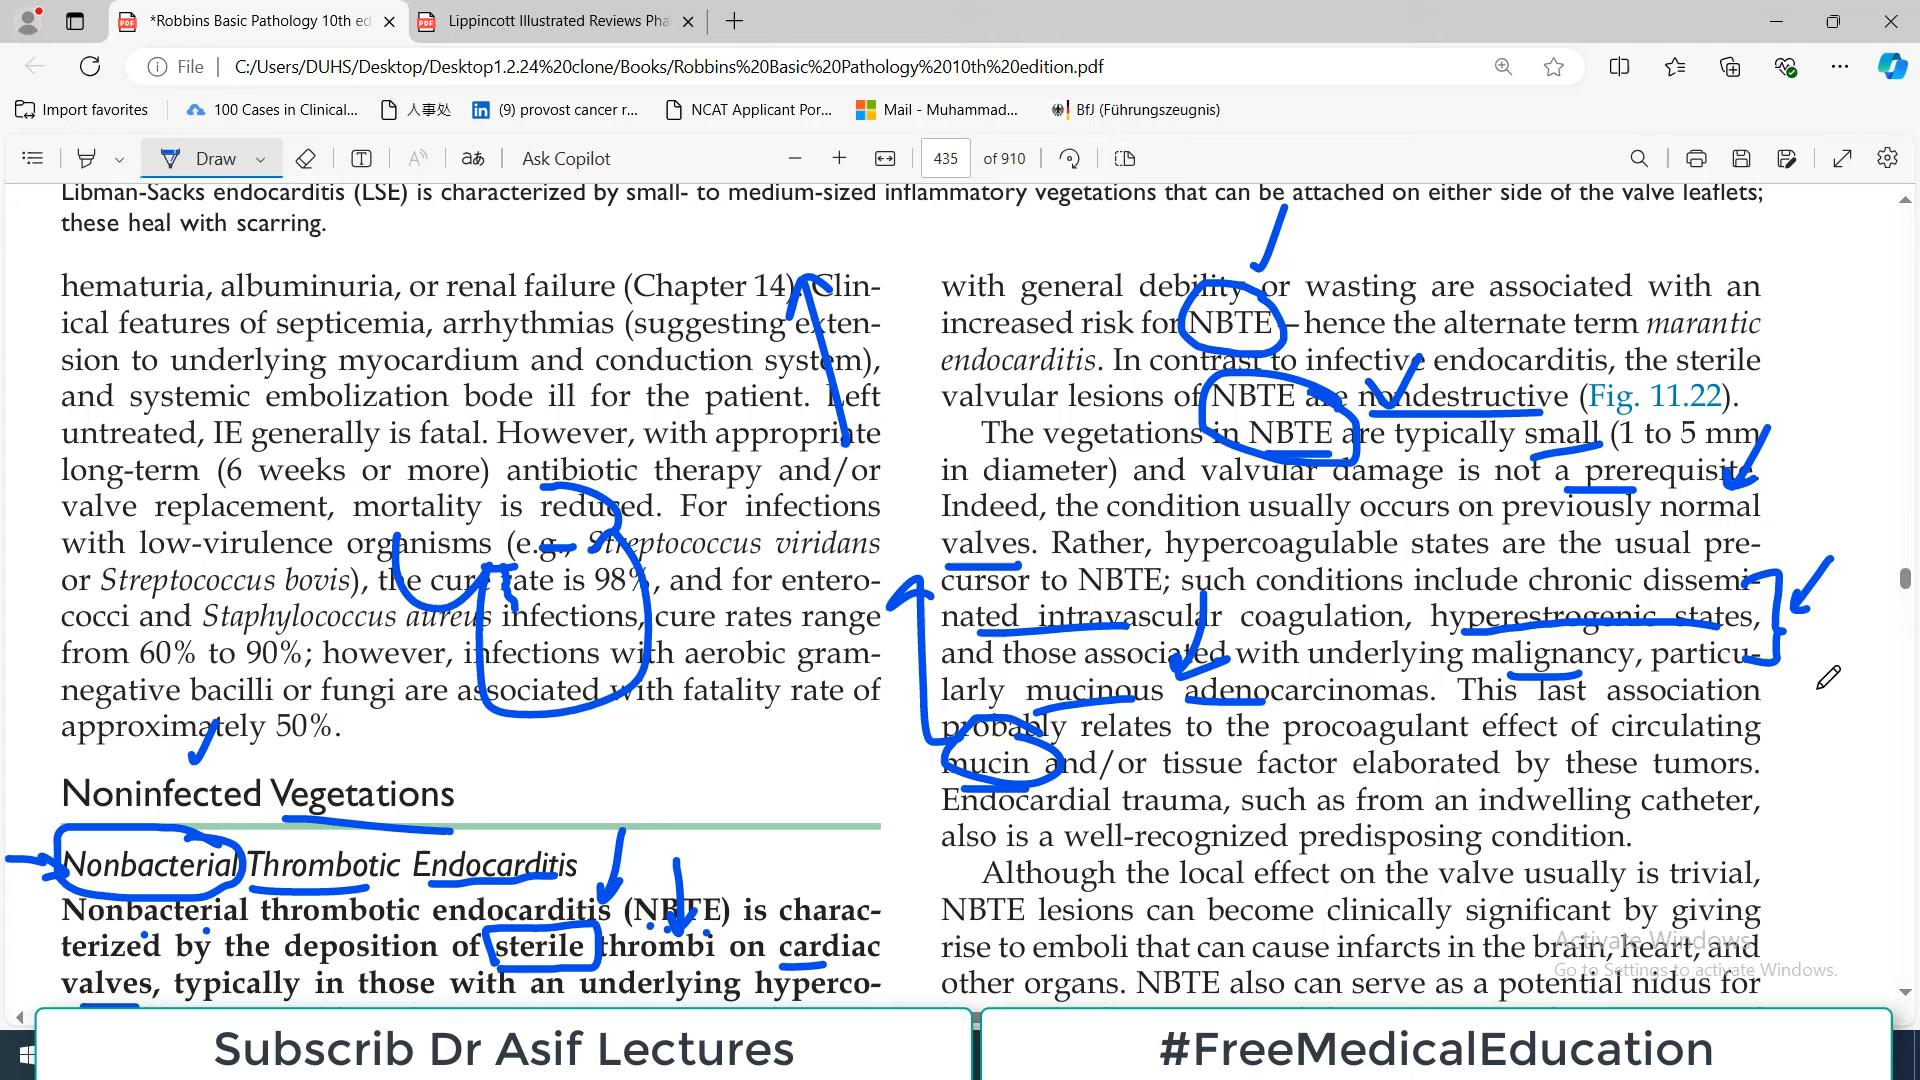 *Robbins Basic Pathology 10th ed
Lippincott Illustrated Reviews Pha
File
C:/Users/DUHS/Desktop/Desktop1.2.24%20clone/Books/Robbins%20Basic%20Pathology%2010th%20edition.pdf
Import favorites
100 Cases in Clinical...
人事处
(9) provost cancer r...
NCAT Applicant Por...
Mail - Muhammad...
BfJ (Führungszeugnis)
Draw
Ask Copilot
435 of 910
Libman-Sacks endocarditis (LSE) is characterized by small- to medium-sized inflammatory vegetations that can be attached on either side of the valve leaflets;
these heal with scarring.
hematuria, albuminuria, or renal failure (Chapter 14). Clin-
ical features of septicemia, arrhythmias (suggesting exten-
sion to underlying myocardium and conduction system),
and systemic embolization bode ill for the patient. Left
untreated, IE generally is fatal. However, with appropriate
long-term (6 weeks or more) antibiotic therapy and/or
valve replacement, mortality is reduced. For infections
with low-virulence organisms (e.g., Streptococcus viridans
or Streptococcus bovis), the cure rate is 98%, and for entero-
cocci and Staphylococcus aureus infections, cure rates range
from 60% to 90%; however, infections with aerobic gram-
negative bacilli or fungi are associated with fatality rate of
approximately 50%.
Noninfected Vegetations
Nonbacterial Thrombotic Endocarditis
Nonbacterial thrombotic endocarditis (NBTE) is charac-
terized by the deposition of sterile thrombi on cardiac
valves, typically in those with an underlying hyperco-
with general debility or wasting are associated with an
increased risk for NBTE—hence the alternate term marantic
endocarditis. In contrast to infective endocarditis, the sterile
valvular lesions of NBTE are nondestructive (Fig. 11.22).
The vegetations in NBTE are typically small (1 to 5 mm
in diameter) and valvular damage is not a prerequisite.
Indeed, the condition usually occurs on previously normal
valves. Rather, hypercoagulable states are the usual pre-
cursor to NBTE; such conditions include chronic dissemi-
nated intravascular coagulation, hyperestrogenic states,
and those associated with underlying malignancy, particu-
larly mucinous adenocarcinomas. This last association
probably relates to the procoagulant effect of circulating
mucin and/or tissue factor elaborated by these tumors.
Endocardial trauma, such as from an indwelling catheter,
also is a well-recognized predisposing condition.
Although the local effect on the valve usually is trivial,
NBTE lesions can become clinically significant by giving
rise to emboli that can cause infarcts in the brain, heart, and
other organs. NBTE also can serve as a potential nidus for
Activate Windows
Go to Settings to activate Windows.
Subscrib Dr Asif Lectures
#FreeMedicalEducation